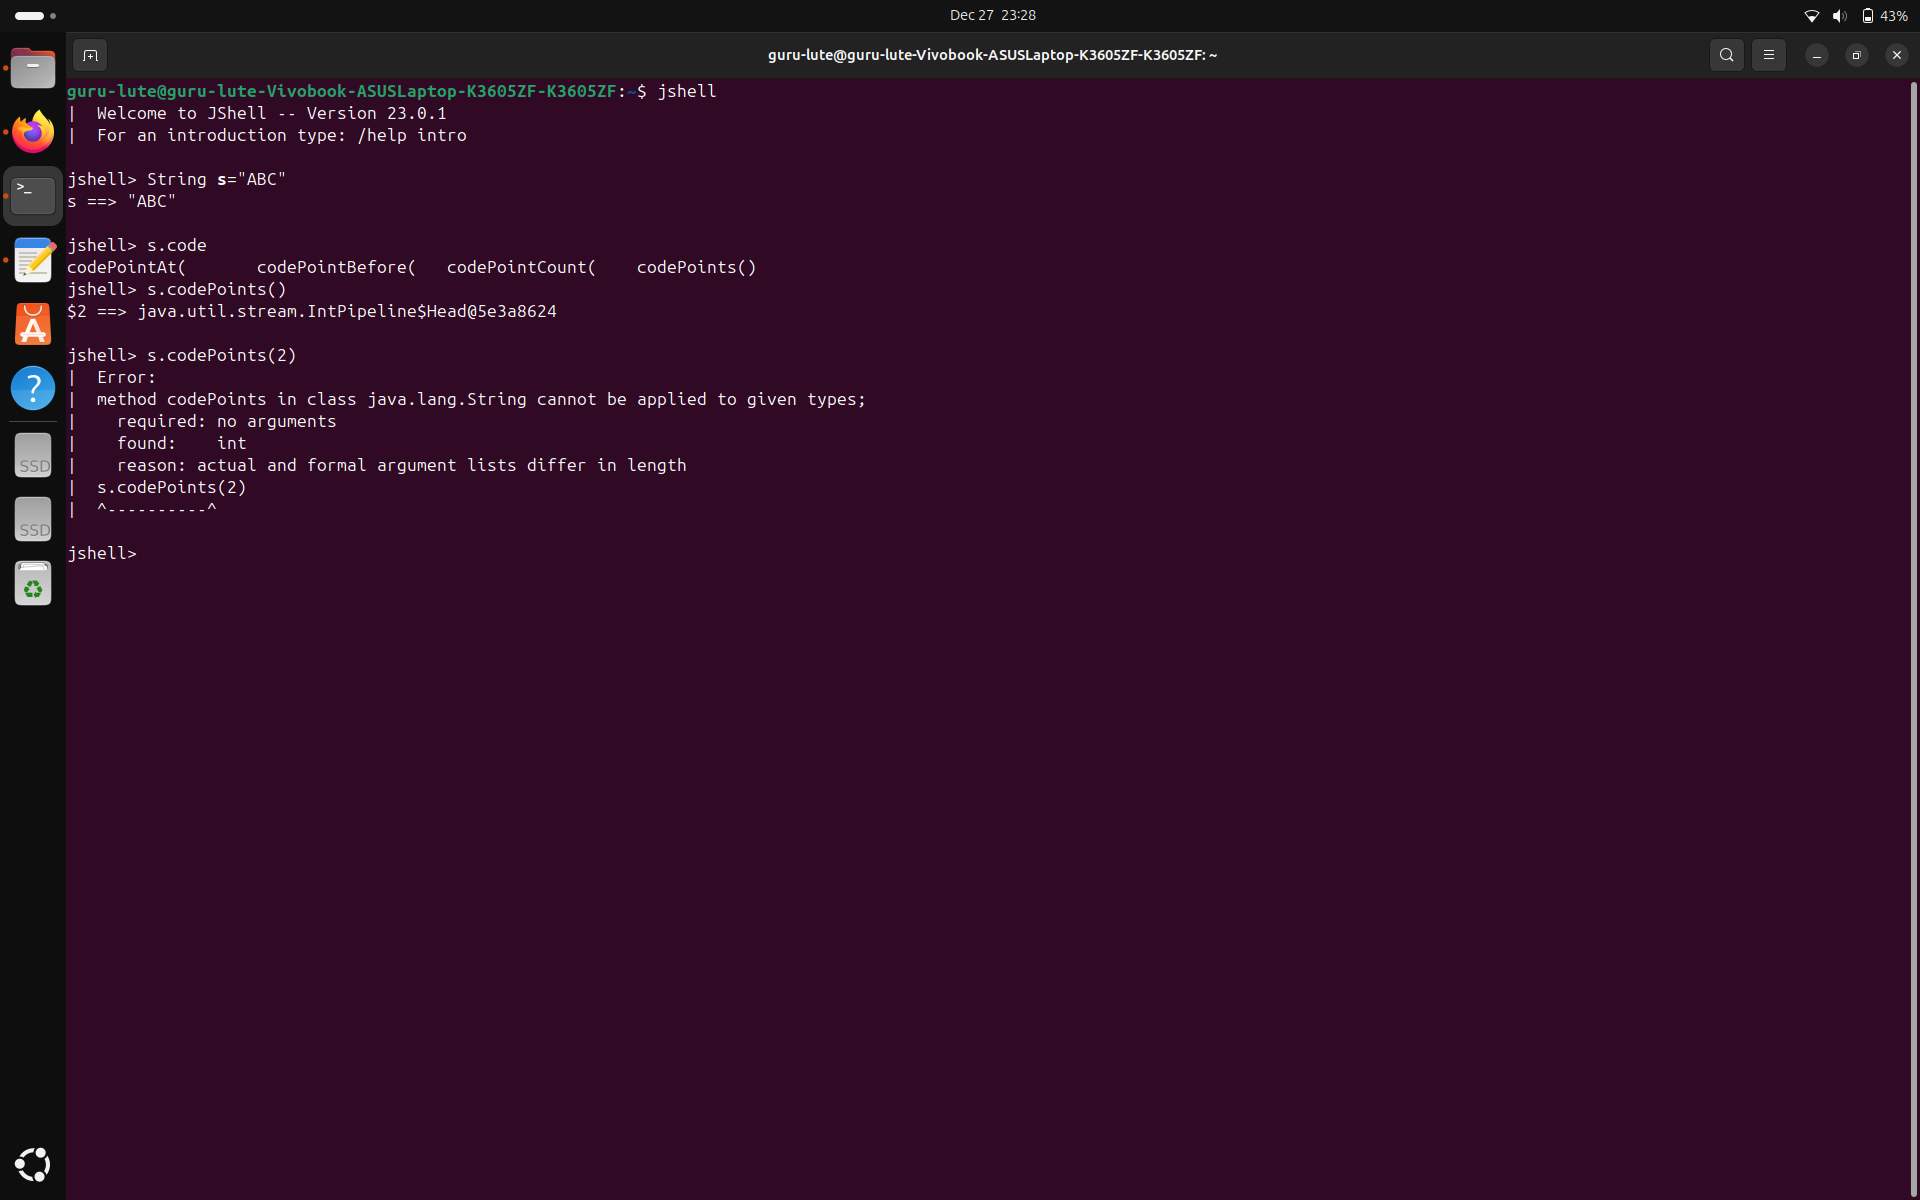 Dec 27 23:28
43%
guru-lute@guru-lute-Vivobook-ASUSLaptop-K3605ZF-K3605ZF: ~
guru-lute@guru-lute-Vivobook-ASUSLaptop-K3605ZF-K3605ZF:~$ jshell
|  Welcome to JShell -- Version 23.0.1
|  For an introduction type: /help intro
jshell> String s="ABC"
s ==> "ABC"
jshell> s.code
codePointAt(       codePointBefore(   codePointCount(    codePoints()
jshell> s.codePoints()
$2 ==> java.util.stream.IntPipeline$Head@5e3a8624
jshell> s.codePoints(2)
|  Error:
|  method codePoints in class java.lang.String cannot be applied to given types;
|    required: no arguments
|    found:    int
|    reason: actual and formal argument lists differ in length
|  s.codePoints(2)
|  ^----------^
jshell>
>_
A
?
SSD
SSD